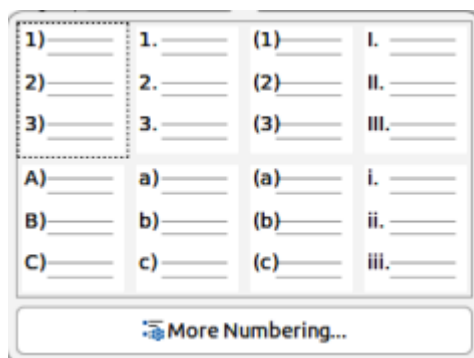 1) 1. (1) I.
2) 2. (2) II.
3) 3. (3) III.
A) a) (a) i.
B) b) (b) ii.
C) c) (c) iii.
More Numbering...